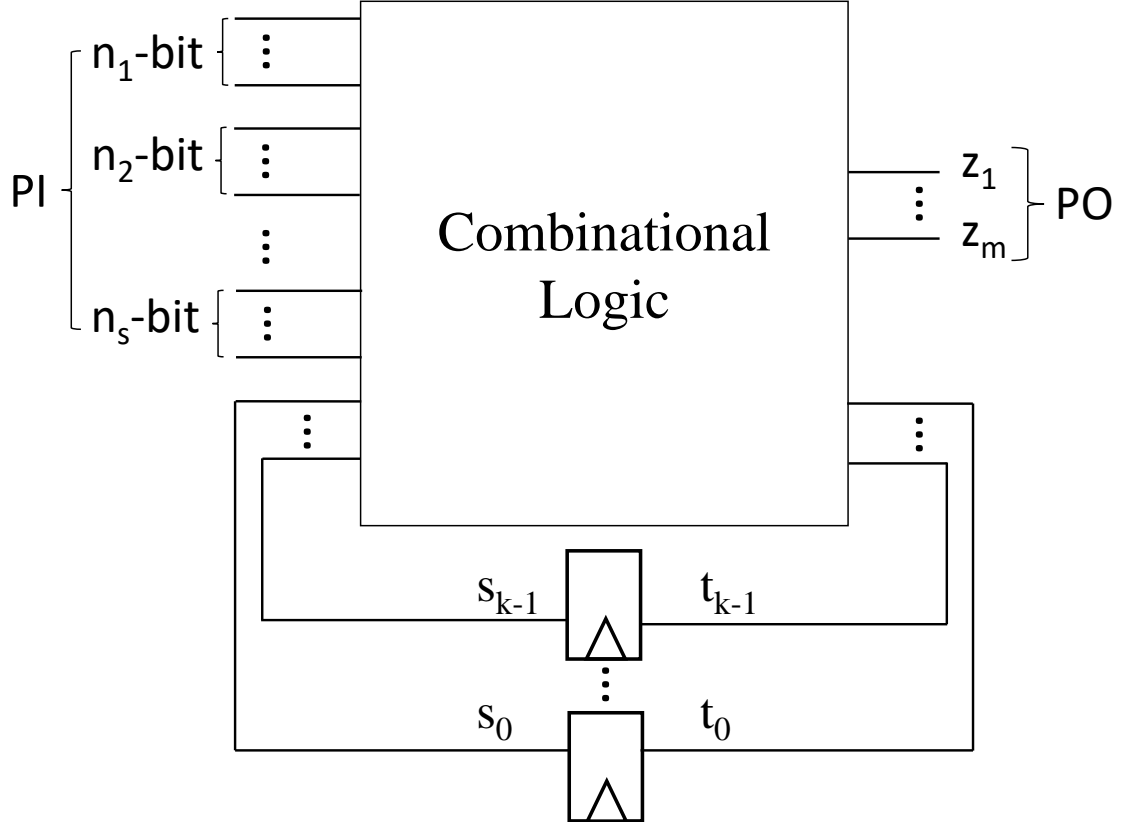 n₁-bit
n₂-bit
PI
nₛ-bit
Combinational
Logic
z₁
zₘ
PO
sₖ₋₁
tₖ₋₁
s₀
t₀